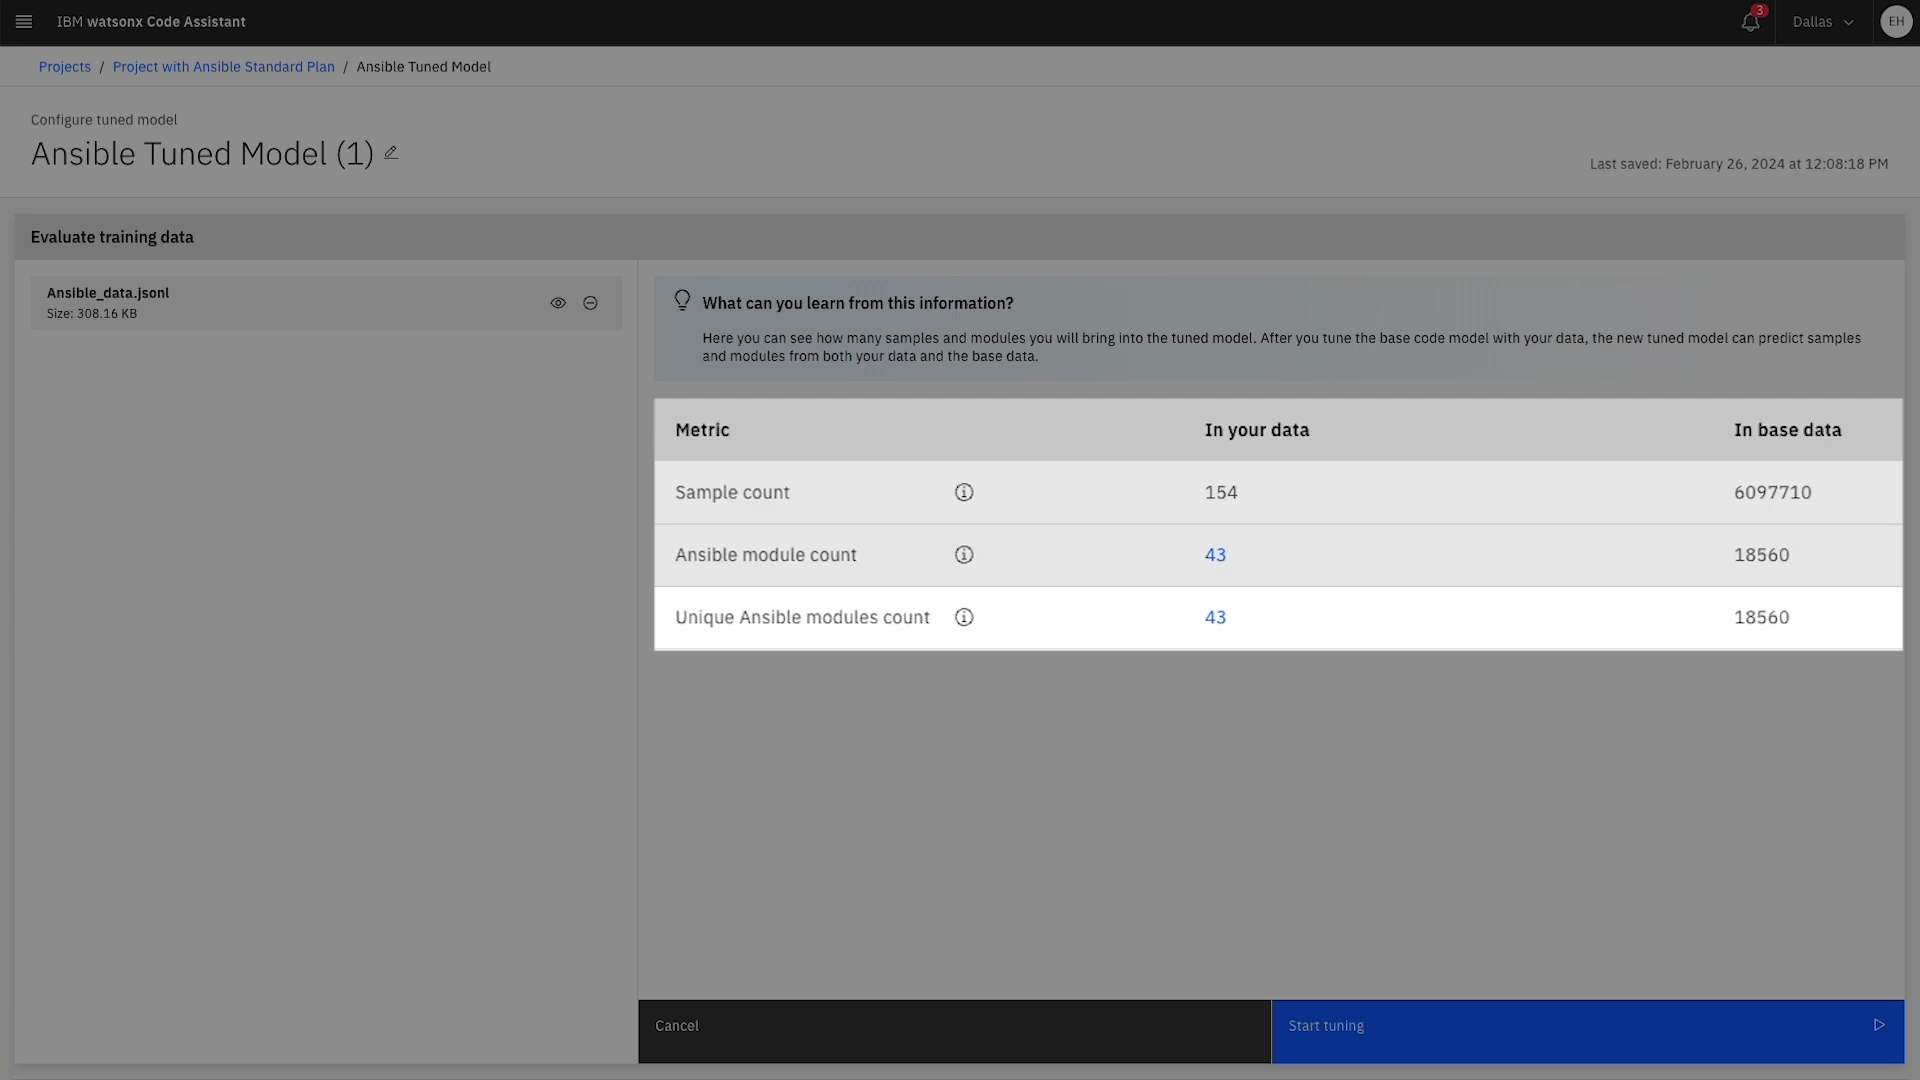 IBM watsonx Code Assistant
3
Dallas
EH
Projects / Project with Ansible Standard Plan / Ansible Tuned Model
Configure tuned model
Ansible Tuned Model (1)
Last saved: February 26, 2024 at 12:08:18 PM
Evaluate training data
Ansible_data.jsonl
Size: 308.16 KB
What can you learn from this information?
Here you can see how many samples and modules you will bring into the tuned model. After you tune the base code model with your data, the new tuned model can predict samples
and modules from both your data and the base data.
Metric In your data In base data
Sample count 154 6097710
Ansible module count 43 18560
Unique Ansible modules count 43 18560
Cancel
Start tuning